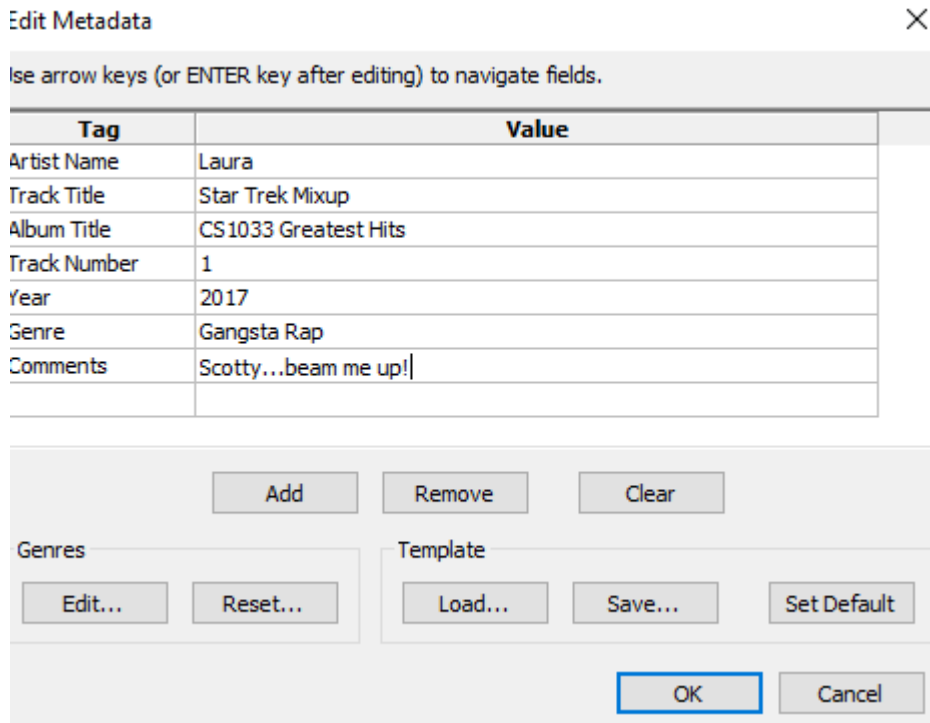 Edit Metadata
Use arrow keys (or ENTER key after editing) to navigate fields.
Tag Value
Artist Name Laura
Track Title Star Trek Mixup
Album Title CS1033 Greatest Hits
Track Number 1
Year 2017
Genre Gangsta Rap
Comments Scotty...beam me up!
Add Remove Clear
Genres Template
Edit... Reset... Load... Save... Set Default
OK Cancel